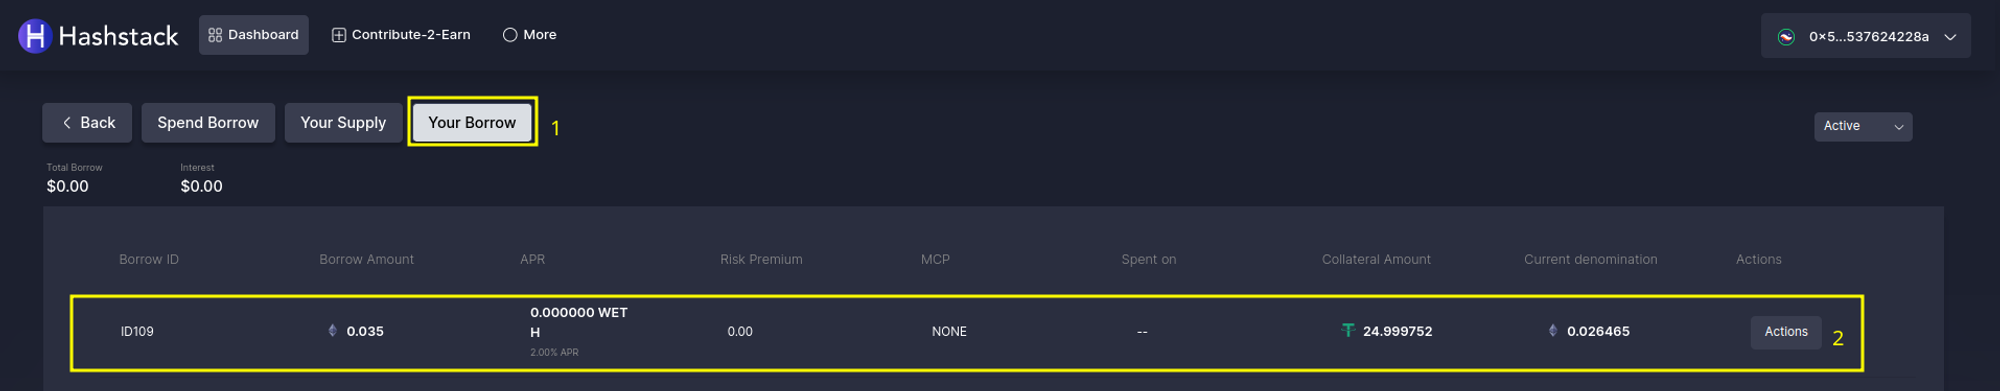 Hashstack Dashboard Contribute-2-Earn More 0x5...537624228a
Back Spend Borrow Your Supply Your Borrow 1 Active
Total Borrow Interest
$0.00 $0.00
Borrow ID Borrow Amount APR Risk Premium MCP Spent on Collateral Amount Current denomination Actions
0.000000 WET
ID109 0.035 H 0.00 NONE -- 24.999752 0.026465 Actions 2
2.00% APR